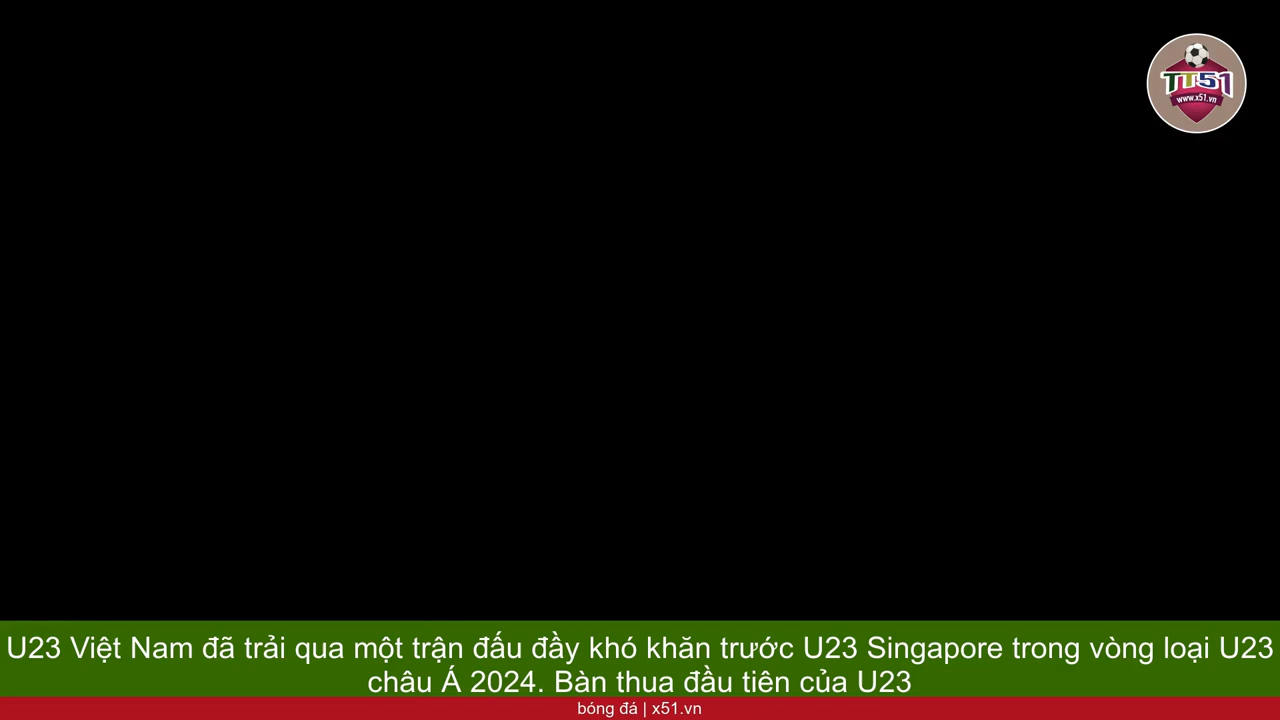 TT51
www.x51.vn
U23 Việt Nam đã trải qua một trận đấu đầy khó khăn trước U23 Singapore trong vòng loại U23
châu Á 2024. Bàn thua đầu tiên của U23
bóng đá | x51.vn